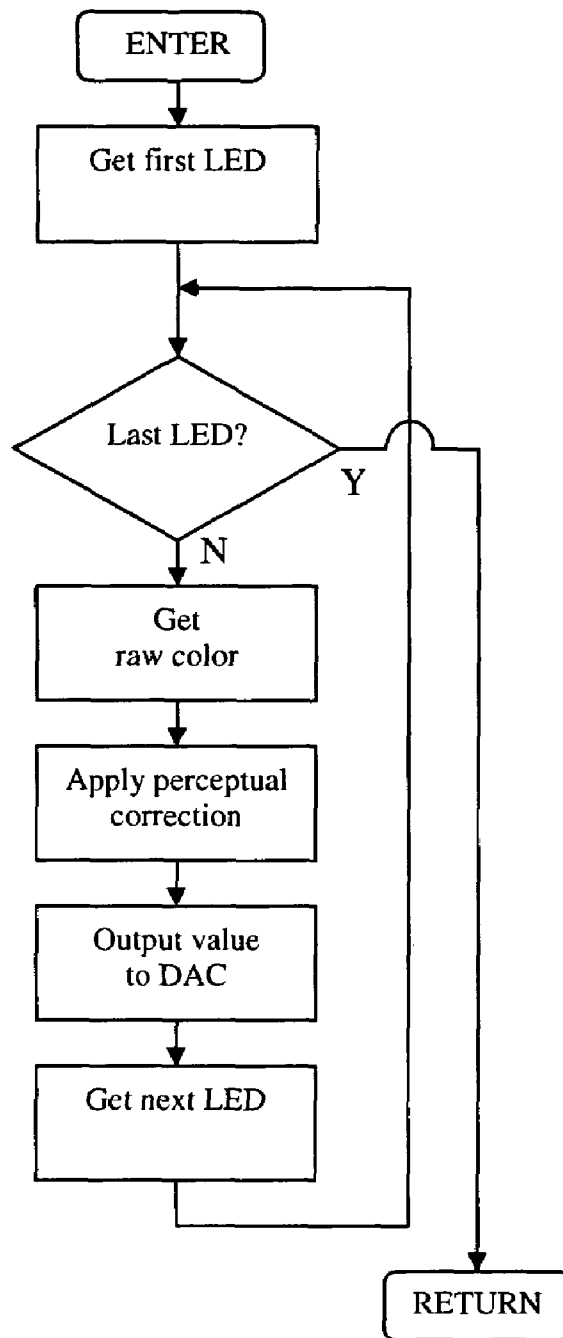 ENTER
Get first LED
Last LED?
Y
N
Get
raw color
Apply perceptual
correction
Output value
to DAC
Get next LED
RETURN